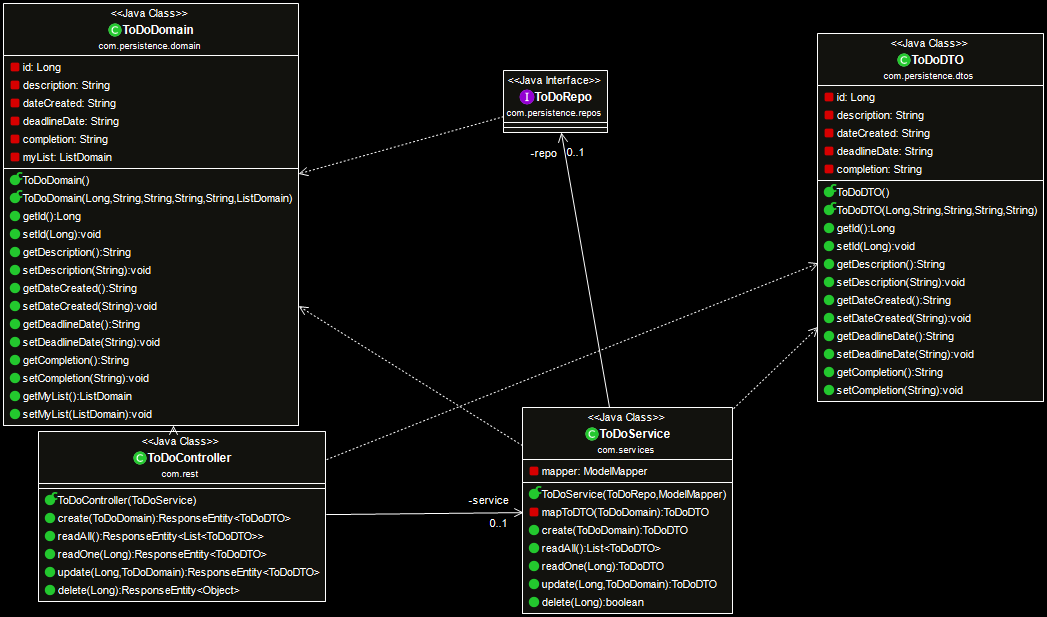 <<Java Class>>
ToDoDomain
com.persistence.domain
id: Long
description: String
dateCreated: String
deadlineDate: String
completion: String
myList: ListDomain
ToDoDomain()
ToDoDomain(Long,String,String,String,String,ListDomain)
getId():Long
setId(Long):void
getDescription():String
setDescription(String):void
getDateCreated():String
setDateCreated(String):void
getDeadlineDate():String
setDeadlineDate(String):void
getCompletion():String
setCompletion(String):void
getMyList():ListDomain
setMyList(ListDomain):void
<<Java Interface>>
ToDoRepo
com.persistence.repos
-repo 0..1
<<Java Class>>
ToDoDTO
com.persistence.dtos
id: Long
description: String
dateCreated: String
deadlineDate: String
completion: String
ToDoDTO()
ToDoDTO(Long,String,String,String,String)
getId():Long
setId(Long):void
getDescription():String
setDescription(String):void
getDateCreated():String
setDateCreated(String):void
getDeadlineDate():String
setDeadlineDate(String):void
getCompletion():String
setCompletion(String):void
<<Java Class>>
ToDoController
com.rest
ToDoController(ToDoService)
create(ToDoDomain):ResponseEntity<ToDoDTO>
readAll():ResponseEntity<List<ToDoDTO>>
readOne(Long):ResponseEntity<ToDoDTO>
update(Long,ToDoDomain):ResponseEntity<ToDoDTO>
delete(Long):ResponseEntity<Object>
-service
0..1
<<Java Class>>
ToDoService
com.services
mapper: ModelMapper
ToDoService(ToDoRepo,ModelMapper)
mapToDTO(ToDoDomain):ToDoDTO
create(ToDoDomain):ToDoDTO
readAll():List<ToDoDTO>
readOne(Long):ToDoDTO
update(Long,ToDoDomain):ToDoDTO
delete(Long):boolean